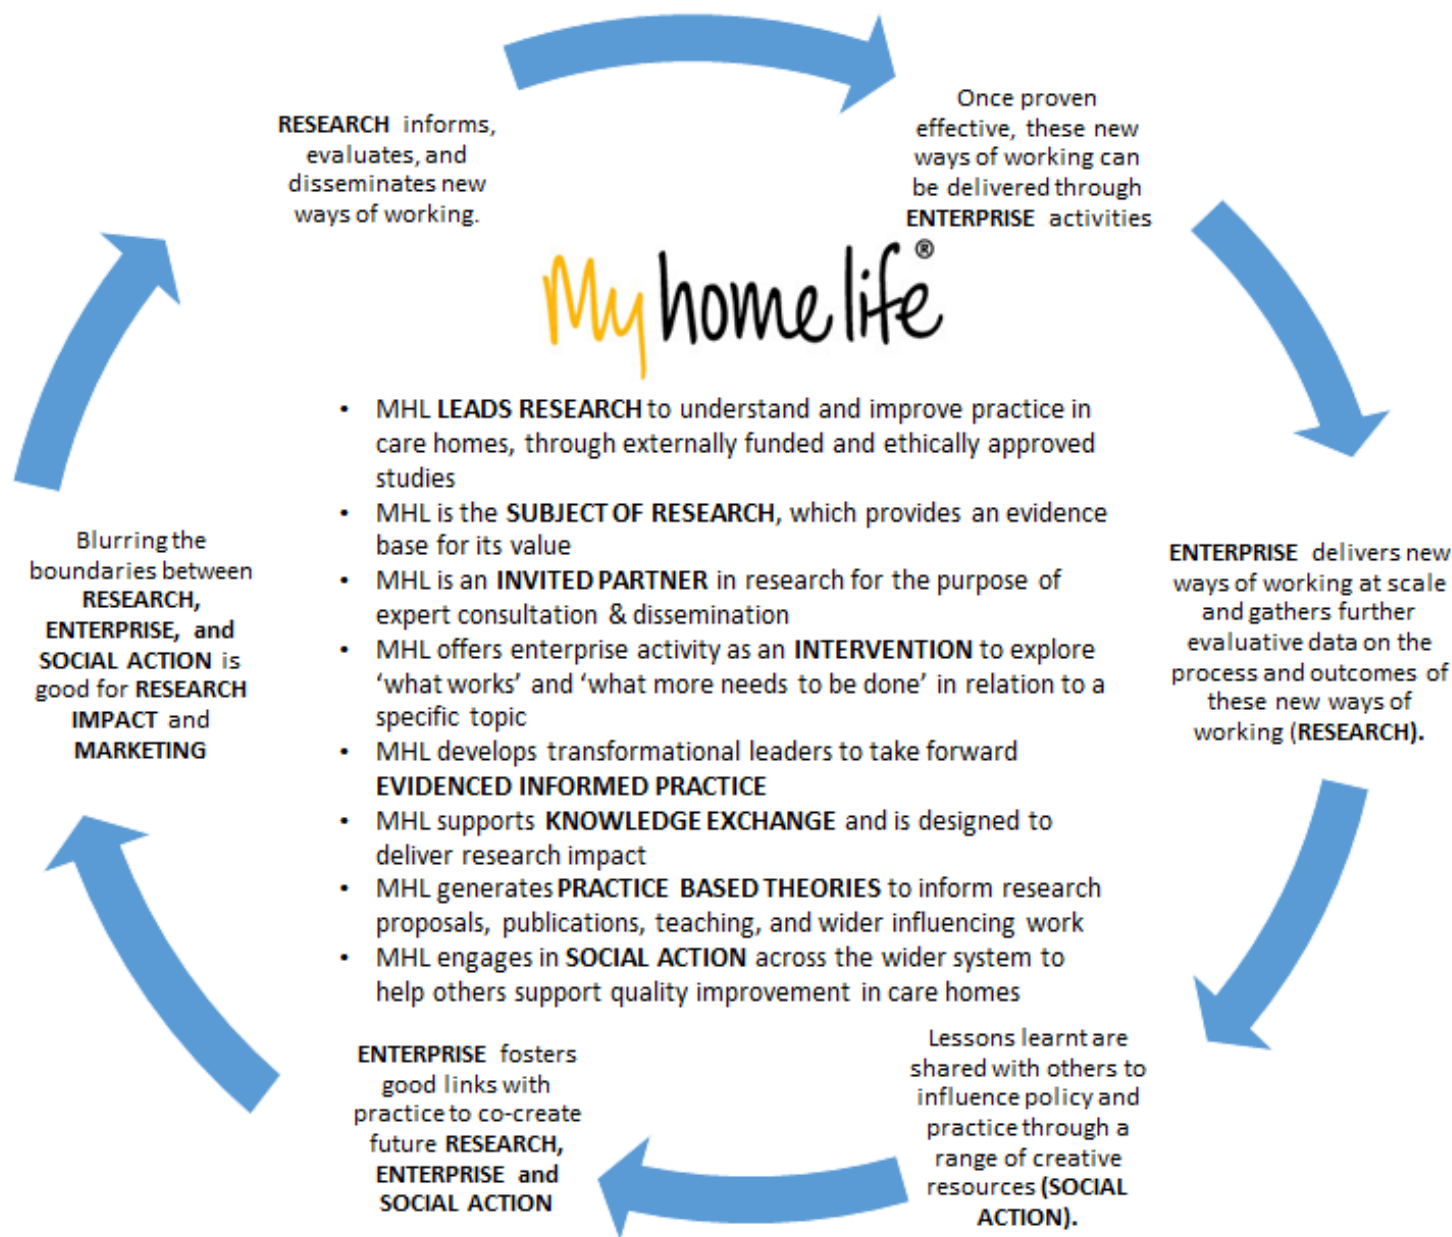 RESEARCH informs,
evaluates, and
disseminates new
ways of working.
Once proven
effective, these new
ways of working can
be delivered through
ENTERPRISE activities
My home life®
• MHL LEADS RESEARCH to understand and improve practice in
care homes, through externally funded and ethically approved
studies
• MHL is the SUBJECT OF RESEARCH, which provides an evidence
base for its value
• MHL is an INVITED PARTNER in research for the purpose of
expert consultation & dissemination
• MHL offers enterprise activity as an INTERVENTION to explore
‘what works’ and ‘what more needs to be done’ in relation to a
specific topic
• MHL develops transformational leaders to take forward
EVIDENCED INFORMED PRACTICE
• MHL supports KNOWLEDGE EXCHANGE and is designed to
deliver research impact
• MHL generates PRACTICE BASED THEORIES to inform research
proposals, publications, teaching, and wider influencing work
• MHL engages in SOCIAL ACTION across the wider system to
help others support quality improvement in care homes
ENTERPRISE delivers new
ways of working at scale
and gathers further
evaluative data on the
process and outcomes of
these new ways of
working (RESEARCH).
Lessons learnt are
shared with others to
influence policy and
practice through a
range of creative
resources (SOCIAL
ACTION).
ENTERPRISE fosters
good links with
practice to co-create
future RESEARCH,
ENTERPRISE and
SOCIAL ACTION
Blurring the
boundaries between
RESEARCH,
ENTERPRISE, and
SOCIAL ACTION is
good for RESEARCH
IMPACT and
MARKETING